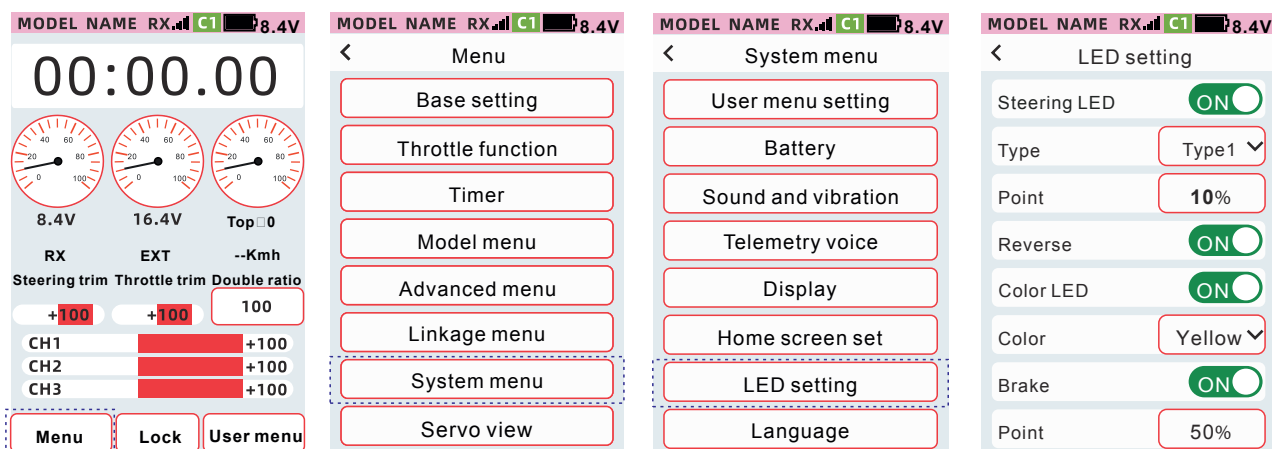 MODEL NAME RX C1 8.4V
00:00.00
40 60
20 80
0 100
40 60
20 80
0 100
40 60
20 80
0 100
8.4V 16.4V Top□0
RX EXT --Kmh
Steering trim Throttle trim Double ratio
+100 +100 100
CH1 +100
CH2 +100
CH3 +100
Menu Lock User menu
MODEL NAME RX C1 8.4V
< Menu
Base setting
Throttle function
Timer
Model menu
Advanced menu
Linkage menu
System menu
Servo view
MODEL NAME RX C1 8.4V
< System menu
User menu setting
Battery
Sound and vibration
Telemetry voice
Display
Home screen set
LED setting
Language
MODEL NAME RX C1 8.4V
< LED setting
Steering LED ON
Type Type1
Point 10%
Reverse ON
Color LED ON
Color Yellow
Brake ON
Point 50%